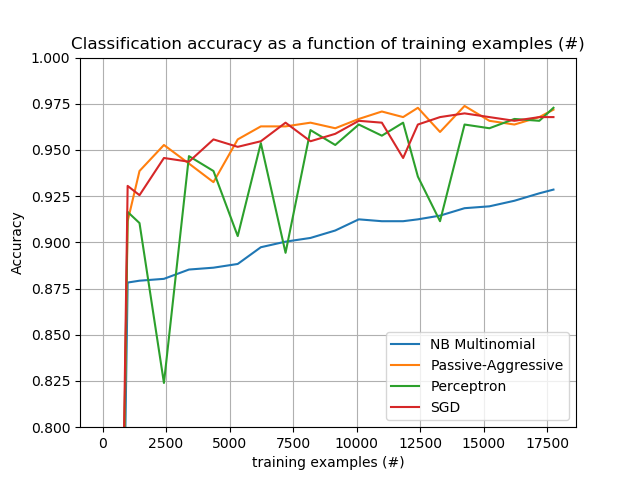 Classification accuracy as a function of training examples (#)
1.000
0.975
0.950
0.925
0.900
0.875
0.850
0.825
0.800
Accuracy
NB Multinomial
Passive-Aggressive
Perceptron
SGD
0 2500 5000 7500 10000 12500 15000 17500
training examples (#)